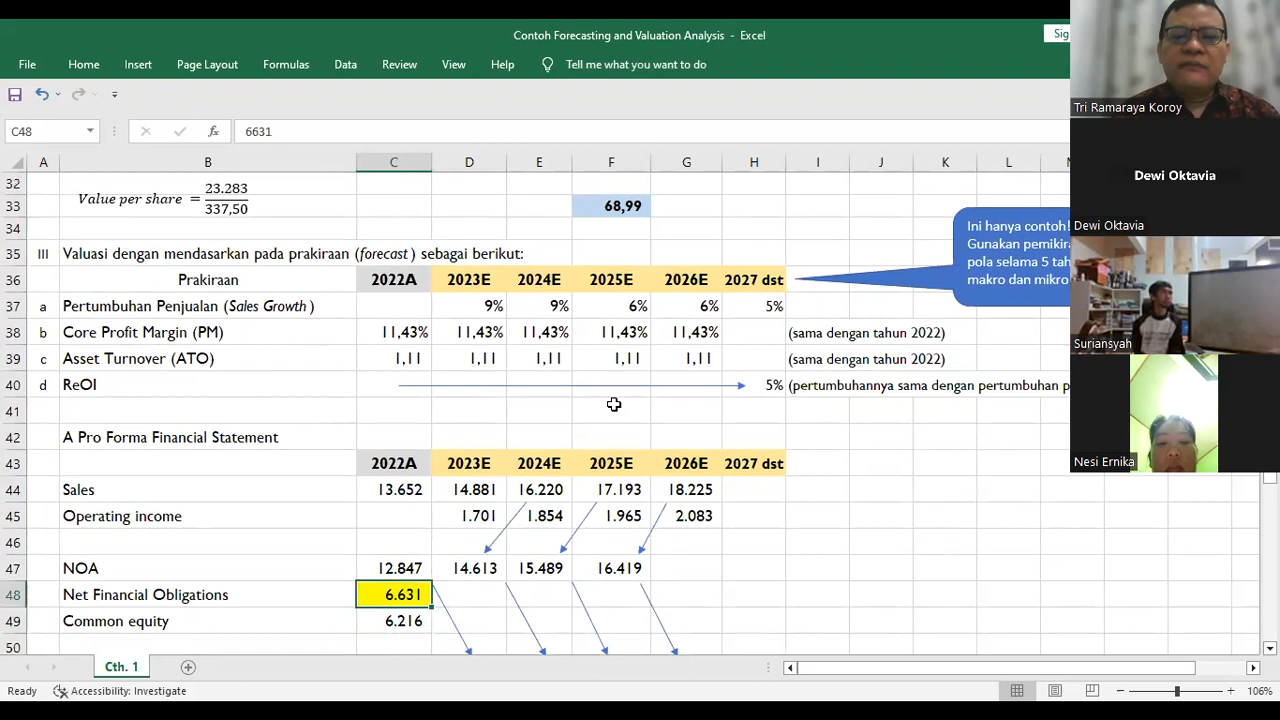 Contoh Forecasting and Valuation Analysis - Excel
Sig
File Home Insert Page Layout Formulas Data Review View Help Tell me what you want to do
C48 fx 6631
A B C D E F G H I J K L
32 Value per share = 23.283
33 337,50 68,99
34
35 III Valuasi dengan mendasarkan pada prakiraan (forecast) sebagai berikut:
36 Prakiraan 2022A 2023E 2024E 2025E 2026E 2027 dst
37 a Pertumbuhan Penjualan (Sales Growth) 9% 9% 6% 6% 5%
38 b Core Profit Margin (PM) 11,43% 11,43% 11,43% 11,43% 11,43% (sama dengan tahun 2022)
39 c Asset Turnover (ATO) 1,11 1,11 1,11 1,11 1,11 (sama dengan tahun 2022)
40 d ReOI 5% (pertumbuhannya sama dengan pertumbuhan p
41
42 A Pro Forma Financial Statement
43 2022A 2023E 2024E 2025E 2026E 2027 dst
44 Sales 13.652 14.881 16.220 17.193 18.225
45 Operating income 1.701 1.854 1.965 2.083
46
47 NOA 12.847 14.613 15.489 16.419
48 Net Financial Obligations 6.631
49 Common equity 6.216
50
Ini hanya contoh!
Gunakan pemikira
pola selama 5 tah
makro dan mikro
Tri Ramaraya Koroy
Dewi Oktavia
Dewi Oktavia
Suriansyah
Nesi Ernika
Cth. 1
Ready Accessibility: Investigate 106%